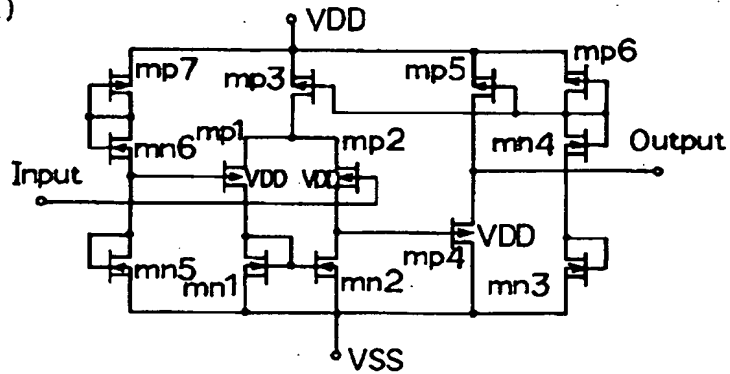 )
VDD
mp7
mp3
mp5
mp6
mn6
mp1
mp2
mn4
Output
Input
VDD
VDD
mp4
VDD
mn5
mn1
mn2
mn3
VSS